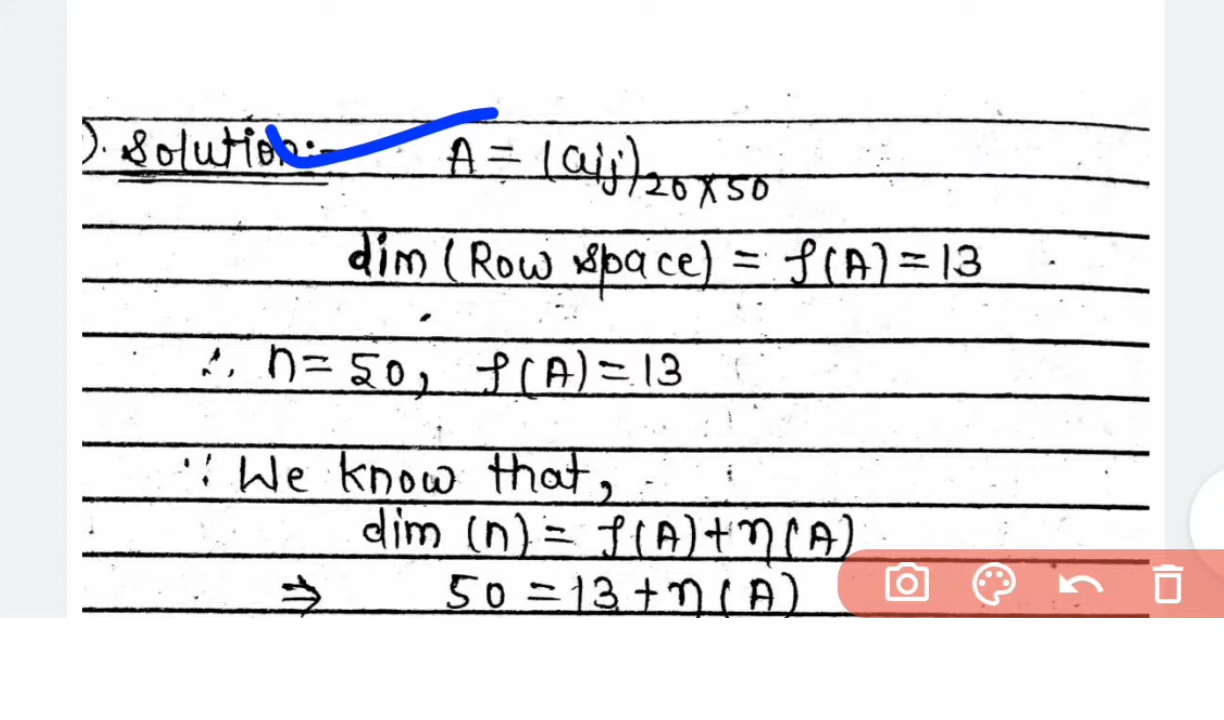 ). Solution:- A = (aij)20×50
dim (Row space) = ρ(A) = 13
∴ n = 50, ρ(A) = 13
∵ We know that,
dim (n) = ρ(A) + η(A)
⇒ 50 = 13 + η(A)